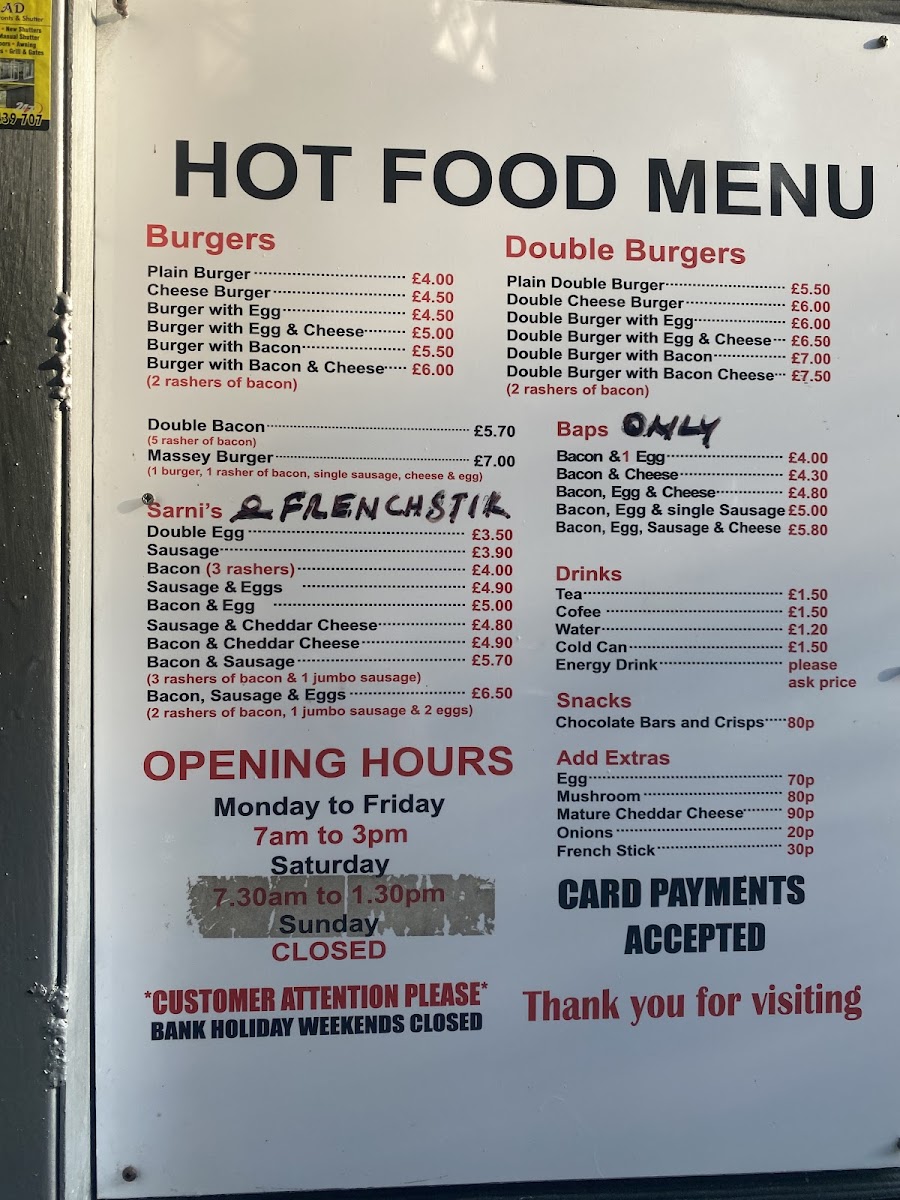 AD
onts & Shutter
• New Shutters
Manual Shutter
oors • Awning
s • Grill & Gates
39 707
HOT FOOD MENU
Burgers
Plain Burger £4.00
Cheese Burger £4.50
Burger with Egg £4.50
Burger with Egg & Cheese £5.00
Burger with Bacon £5.50
Burger with Bacon & Cheese £6.00
(2 rashers of bacon)
Double Bacon £5.70
(5 rasher of bacon)
Massey Burger £7.00
(1 burger, 1 rasher of bacon, single sausage, cheese & egg)
Sarni's & FRENCHSTIK
Double Egg £3.50
Sausage £3.90
Bacon (3 rashers) £4.00
Sausage & Eggs £4.90
Bacon & Egg £5.00
Sausage & Cheddar Cheese £4.80
Bacon & Cheddar Cheese £4.90
Bacon & Sausage £5.70
(3 rashers of bacon & 1 jumbo sausage)
Bacon, Sausage & Eggs £6.50
(2 rashers of bacon, 1 jumbo sausage & 2 eggs)
OPENING HOURS
Monday to Friday
7am to 3pm
Saturday
7.30am to 1.30pm
Sunday
CLOSED
*CUSTOMER ATTENTION PLEASE*
BANK HOLIDAY WEEKENDS CLOSED
Double Burgers
Plain Double Burger £5.50
Double Cheese Burger £6.00
Double Burger with Egg £6.00
Double Burger with Egg & Cheese £6.50
Double Burger with Bacon £7.00
Double Burger with Bacon Cheese £7.50
(2 rashers of bacon)
Baps ONLY
Bacon &1 Egg £4.00
Bacon & Cheese £4.30
Bacon, Egg & Cheese £4.80
Bacon, Egg & single Sausage £5.00
Bacon, Egg, Sausage & Cheese £5.80
Drinks
Tea £1.50
Cofee £1.50
Water £1.20
Cold Can £1.50
Energy Drink please
ask price
Snacks
Chocolate Bars and Crisps 80p
Add Extras
Egg 70p
Mushroom 80p
Mature Cheddar Cheese 90p
Onions 20p
French Stick 30p
CARD PAYMENTS
ACCEPTED
Thank you for visiting